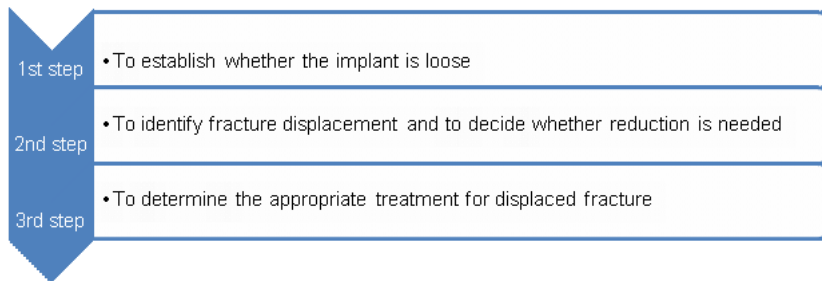 1st step
• To establish whether the implant is loose
2nd step
• To identify fracture displacement and to decide whether reduction is needed
3rd step
• To determine the appropriate treatment for displaced fracture